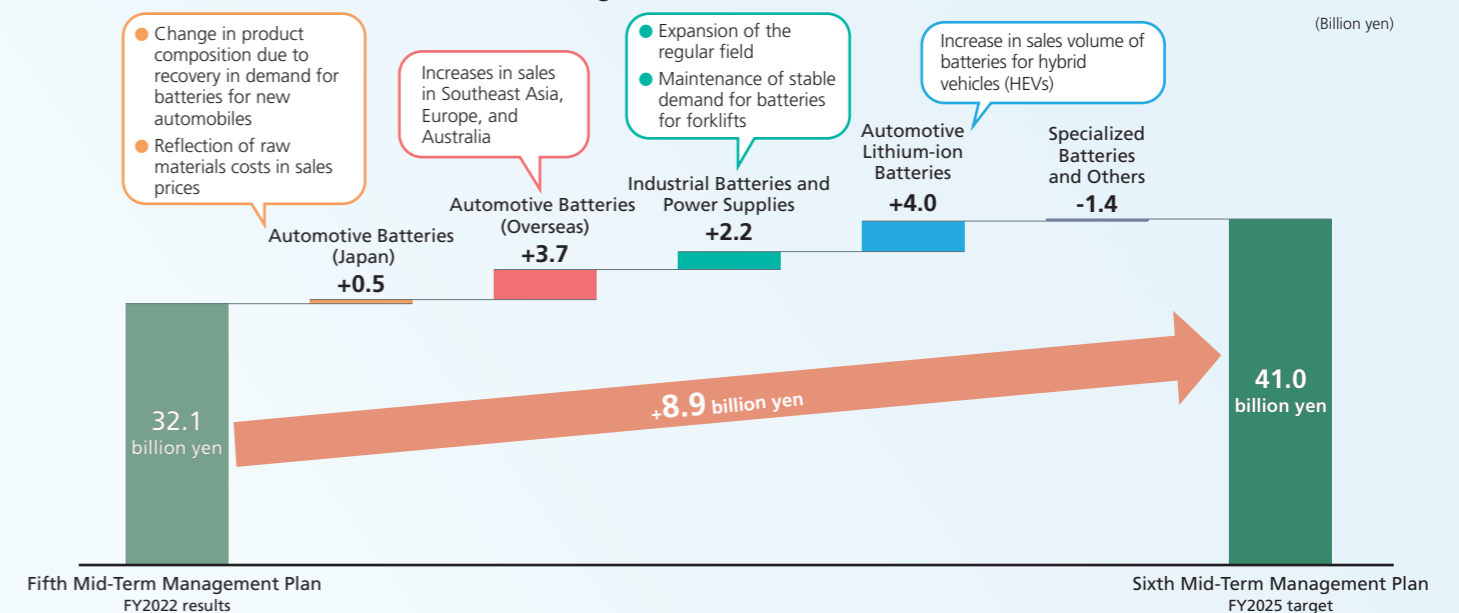 (Billion yen)
● Change in product
composition due to
recovery in demand for
batteries for new
automobiles
● Reflection of raw
materials costs in sales
prices
Increases in sales
in Southeast Asia,
Europe, and
Australia
● Expansion of the
regular field
● Maintenance of stable
demand for batteries
for forklifts
Increase in sales volume of
batteries for hybrid
vehicles (HEVs)
Automotive Batteries
(Japan)
+0.5
Automotive Batteries
(Overseas)
+3.7
Industrial Batteries and
Power Supplies
+2.2
Automotive
Lithium-ion
Batteries
+4.0
Specialized
Batteries
and Others
-1.4
32.1
billion yen
+8.9 billion yen
41.0
billion yen
Fifth Mid-Term Management Plan
FY2022 results
Sixth Mid-Term Management Plan
FY2025 target